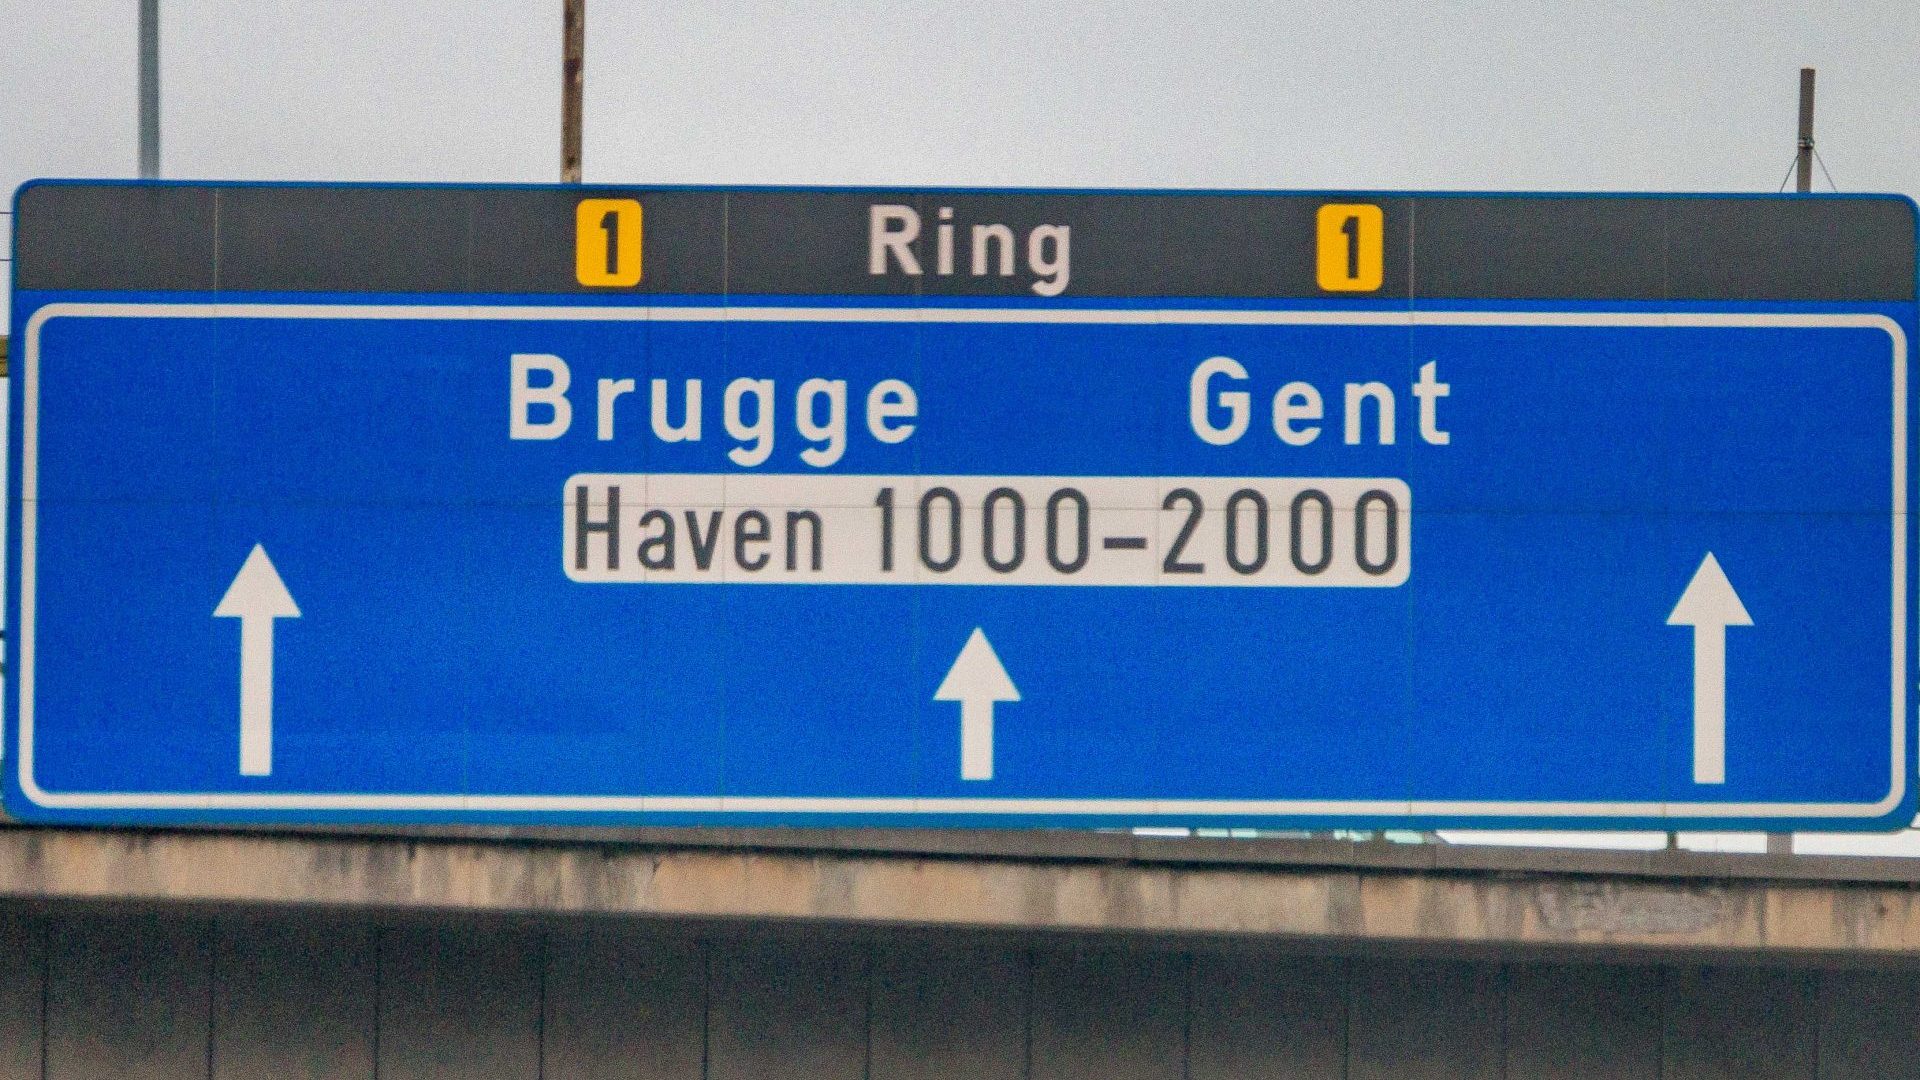 1 Ring 1
Brugge Gent
Haven 1000-2000